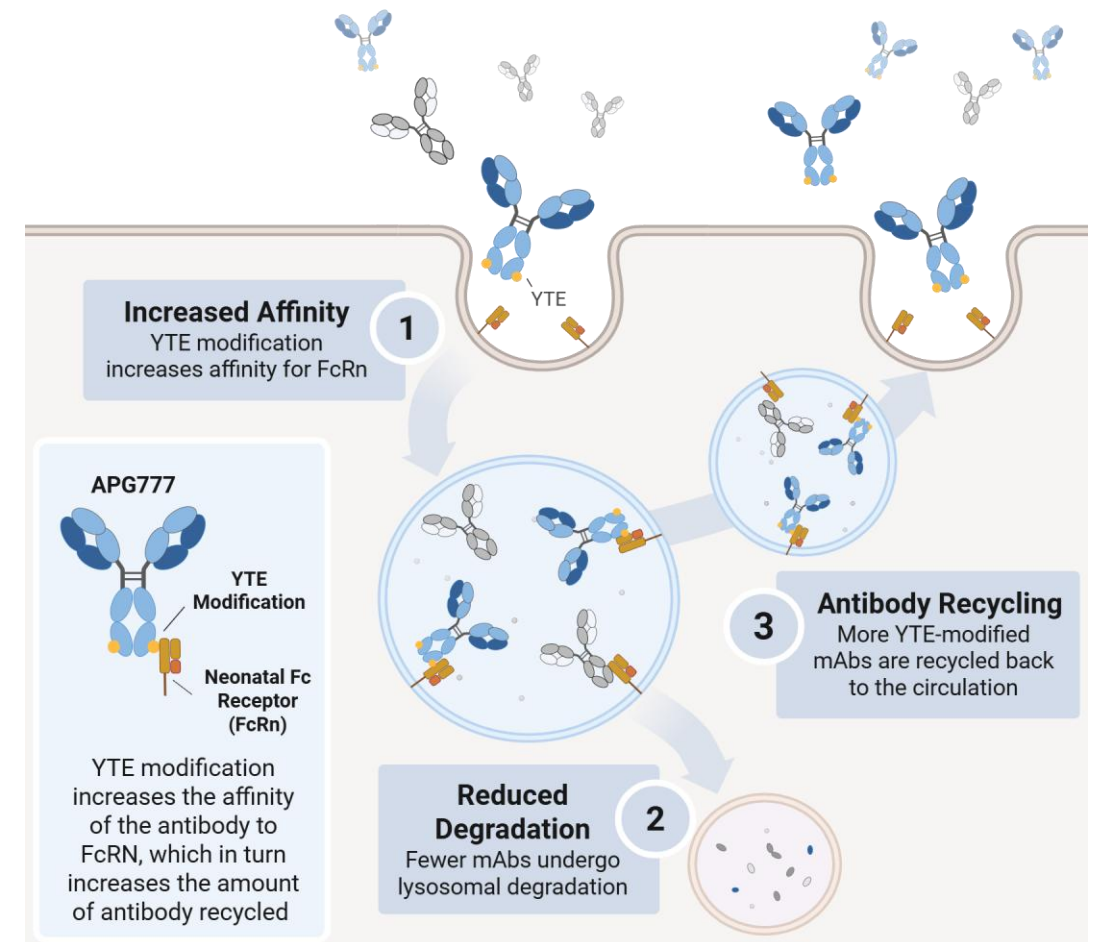 YTE
Increased Affinity
YTE modification
increases affinity for FcRn
1
APG777
YTE
Modification
Neonatal Fc
Receptor
(FcRn)
YTE modification
increases the affinity
of the antibody to
FcRN, which in turn
increases the amount
of antibody recycled
Reduced
Degradation
Fewer mAbs undergo
lysosomal degradation
2
3
Antibody Recycling
More YTE-modified
mAbs are recycled back
to the circulation